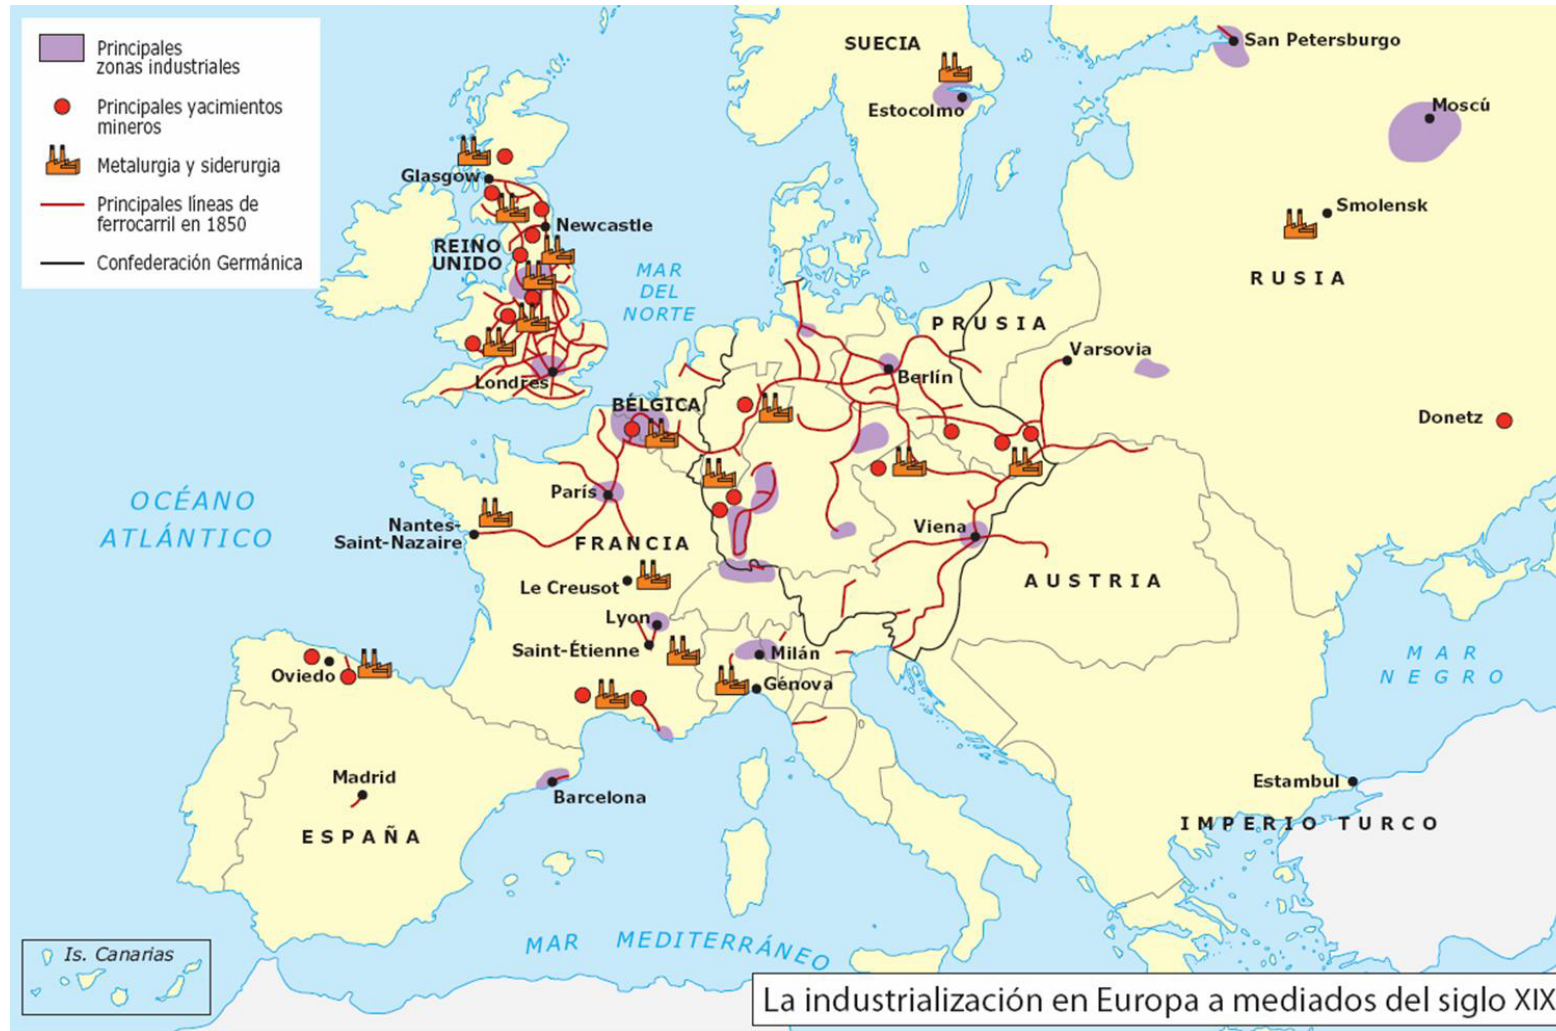 Principales
zonas industriales
Principales yacimientos
mineros
Metalurgia y siderurgia
Principales líneas de
ferrocarril en 1850
Confederación Germánica
SUECIA
Estocolmo
San Petersburgo
Moscú
Smolensk
RUSIA
Glasgow
Newcastle
REINO
UNIDO
MAR
DEL
NORTE
PRUSIA
Varsovia
Londres
Berlín
BÉLGICA
Donetz
OCÉANO
ATLÁNTICO
París
Nantes-
Saint-Nazaire
FRANCIA
Viena
AUSTRIA
Le Creusot
Lyon
Saint-Étienne
Milán
Génova
Oviedo
MAR
NEGRO
Madrid
Barcelona
ESPAÑA
Estambul
IMPERIO TURCO
MAR MEDITERRÁNEO
Is. Canarias
La industrialización en Europa a mediados del siglo XIX